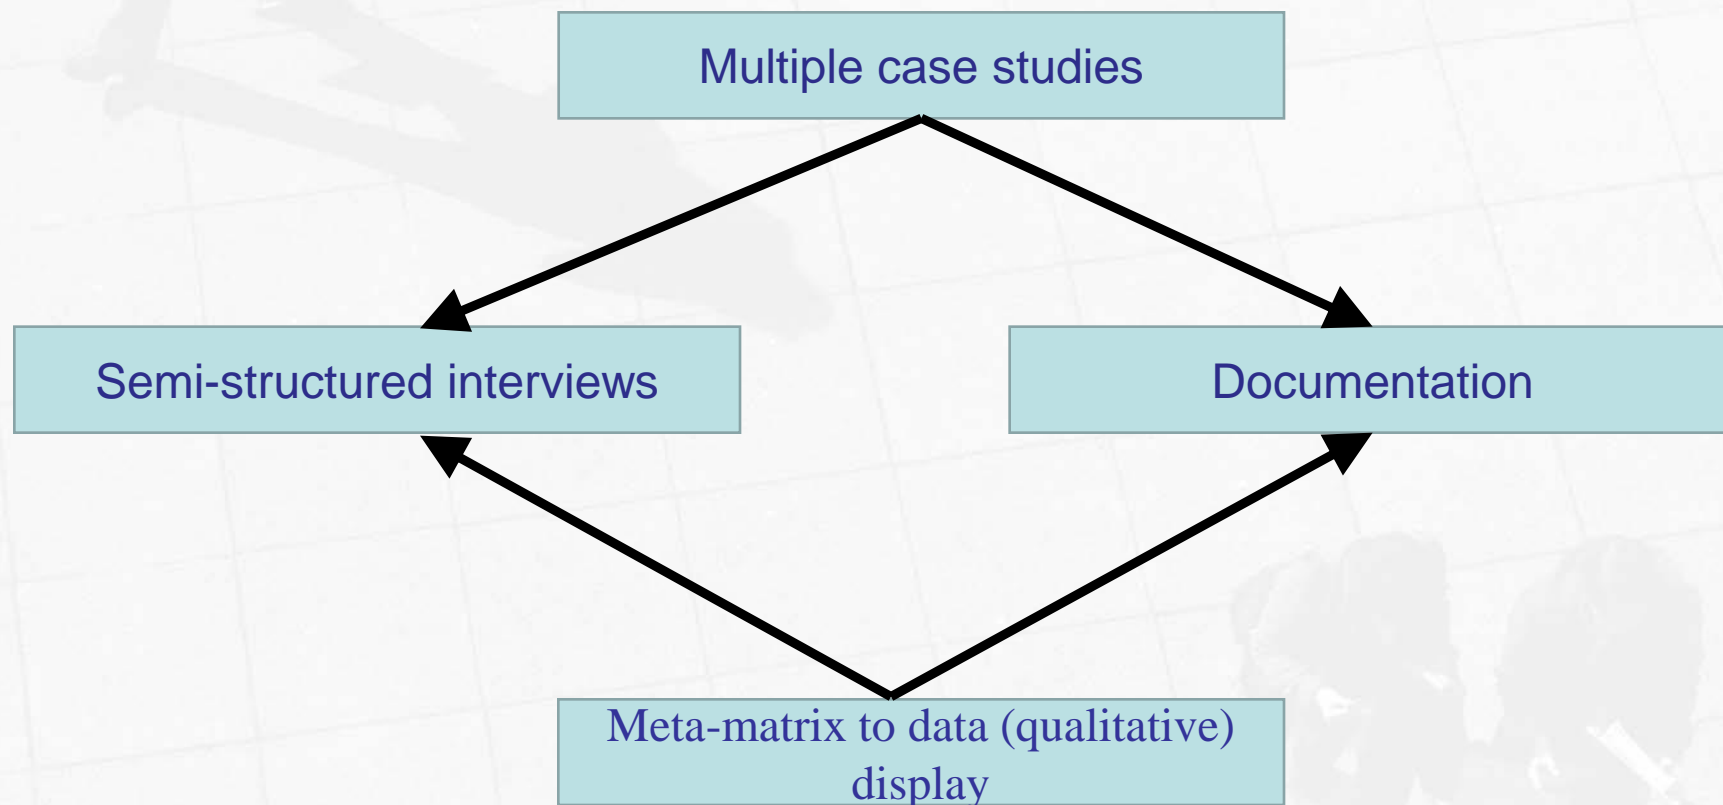 Multiple case studies
Semi-structured interviews
Documentation
Meta-matrix to data (qualitative)
display